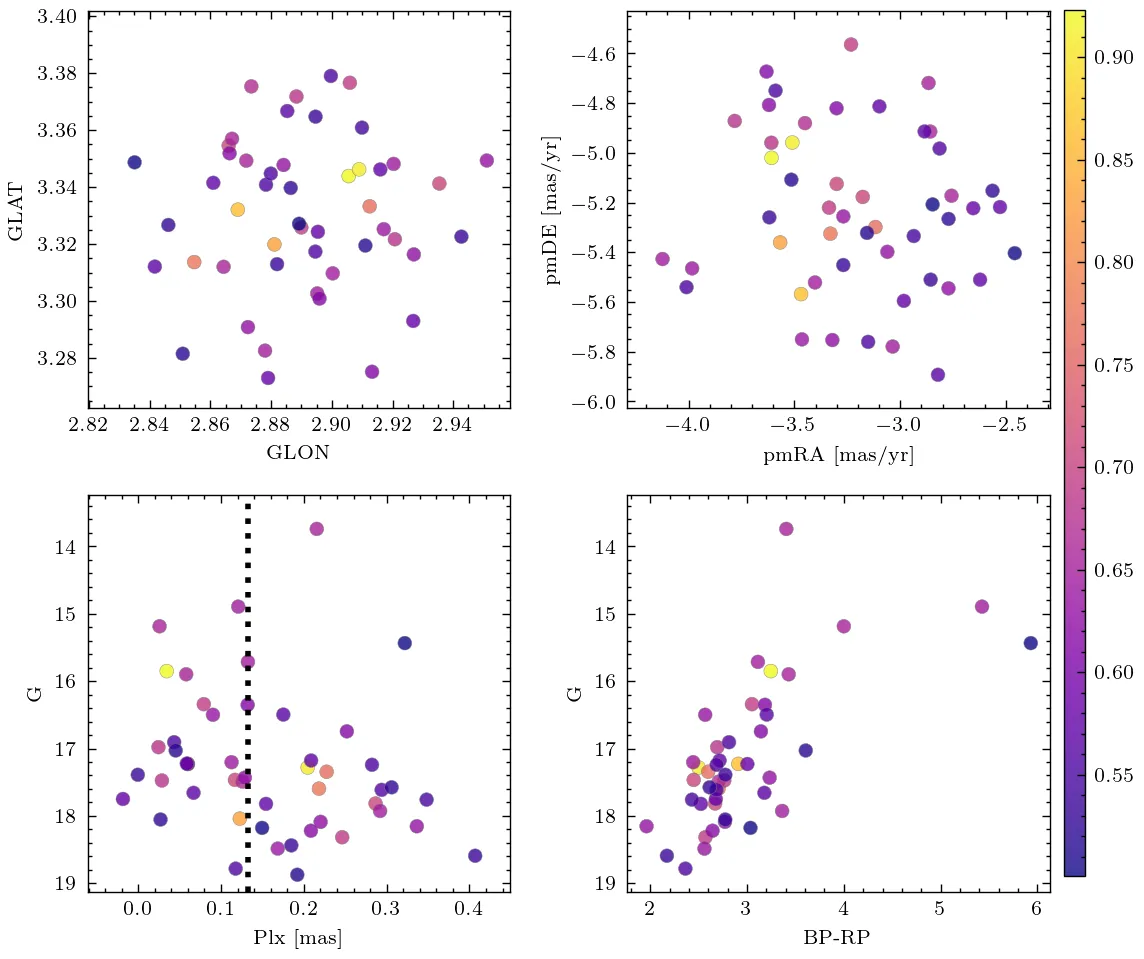 3.40
3.38
3.36
3.34
3.32
3.30
3.28
GLAT
2.82 2.84 2.86 2.88 2.90 2.92 2.94
GLON
−4.6
−4.8
−5.0
−5.2
−5.4
−5.6
−5.8
−6.0
pmDE [mas/yr]
−4.0 −3.5 −3.0 −2.5
pmRA [mas/yr]
14
15
16
17
18
19
G
0.0 0.1 0.2 0.3 0.4
Plx [mas]
14
15
16
17
18
19
G
2 3 4 5 6
BP-RP
0.90
0.85
0.80
0.75
0.70
0.65
0.60
0.55